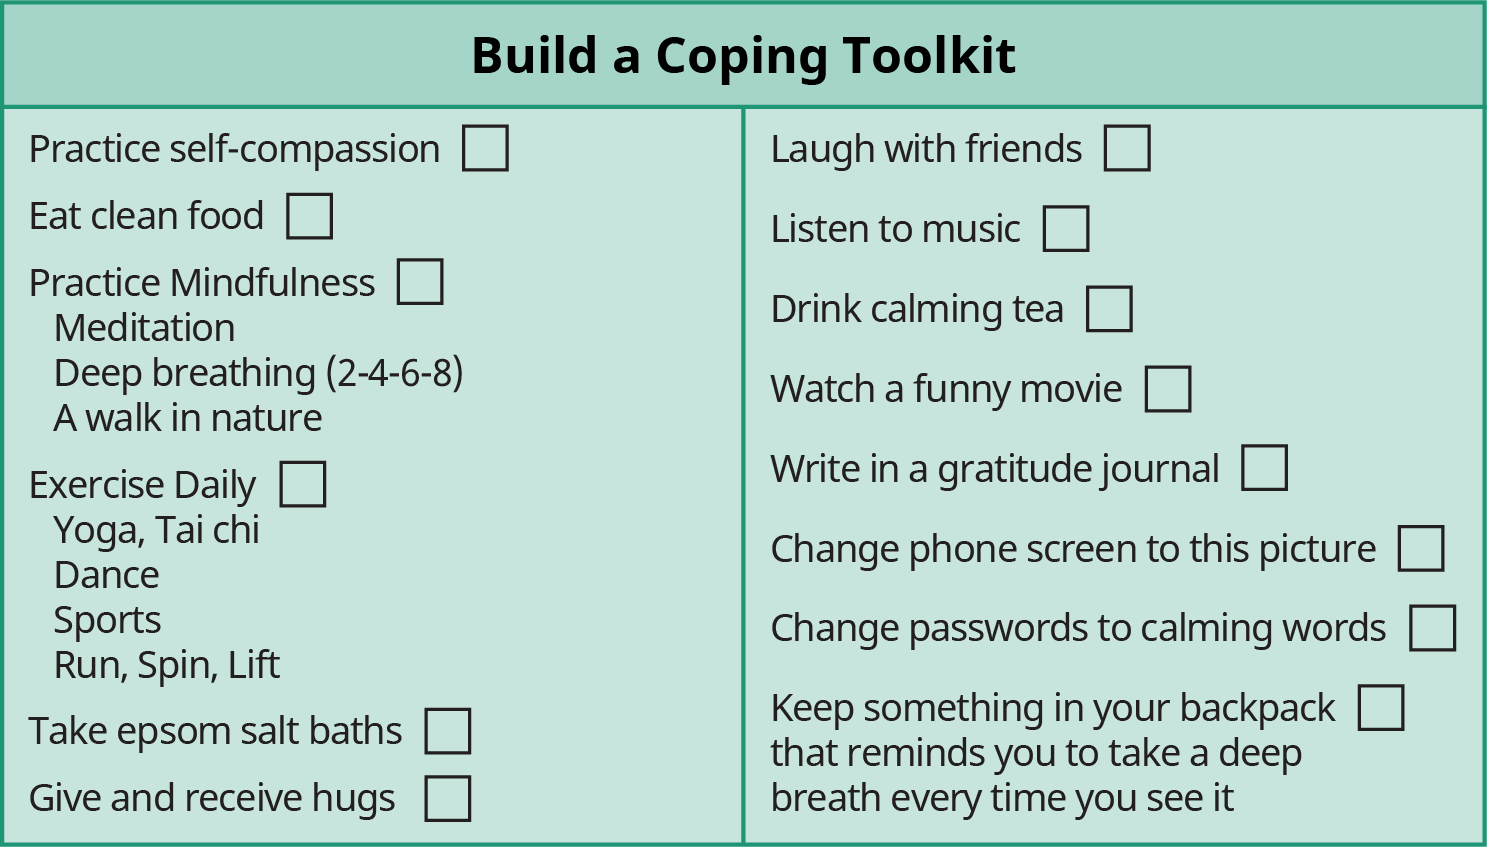 Build a Coping Toolkit
Practice self-compassion
Eat clean food
Practice Mindfulness
Meditation
Deep breathing (2-4-6-8)
A walk in nature
Exercise Daily
Yoga, Tai chi
Dance
Sports
Run, Spin, Lift
Take epsom salt baths
Give and receive hugs
Laugh with friends
Listen to music
Drink calming tea
Watch a funny movie
Write in a gratitude journal
Change phone screen to this picture
Change passwords to calming words
Keep something in your backpack
that reminds you to take a deep
breath every time you see it